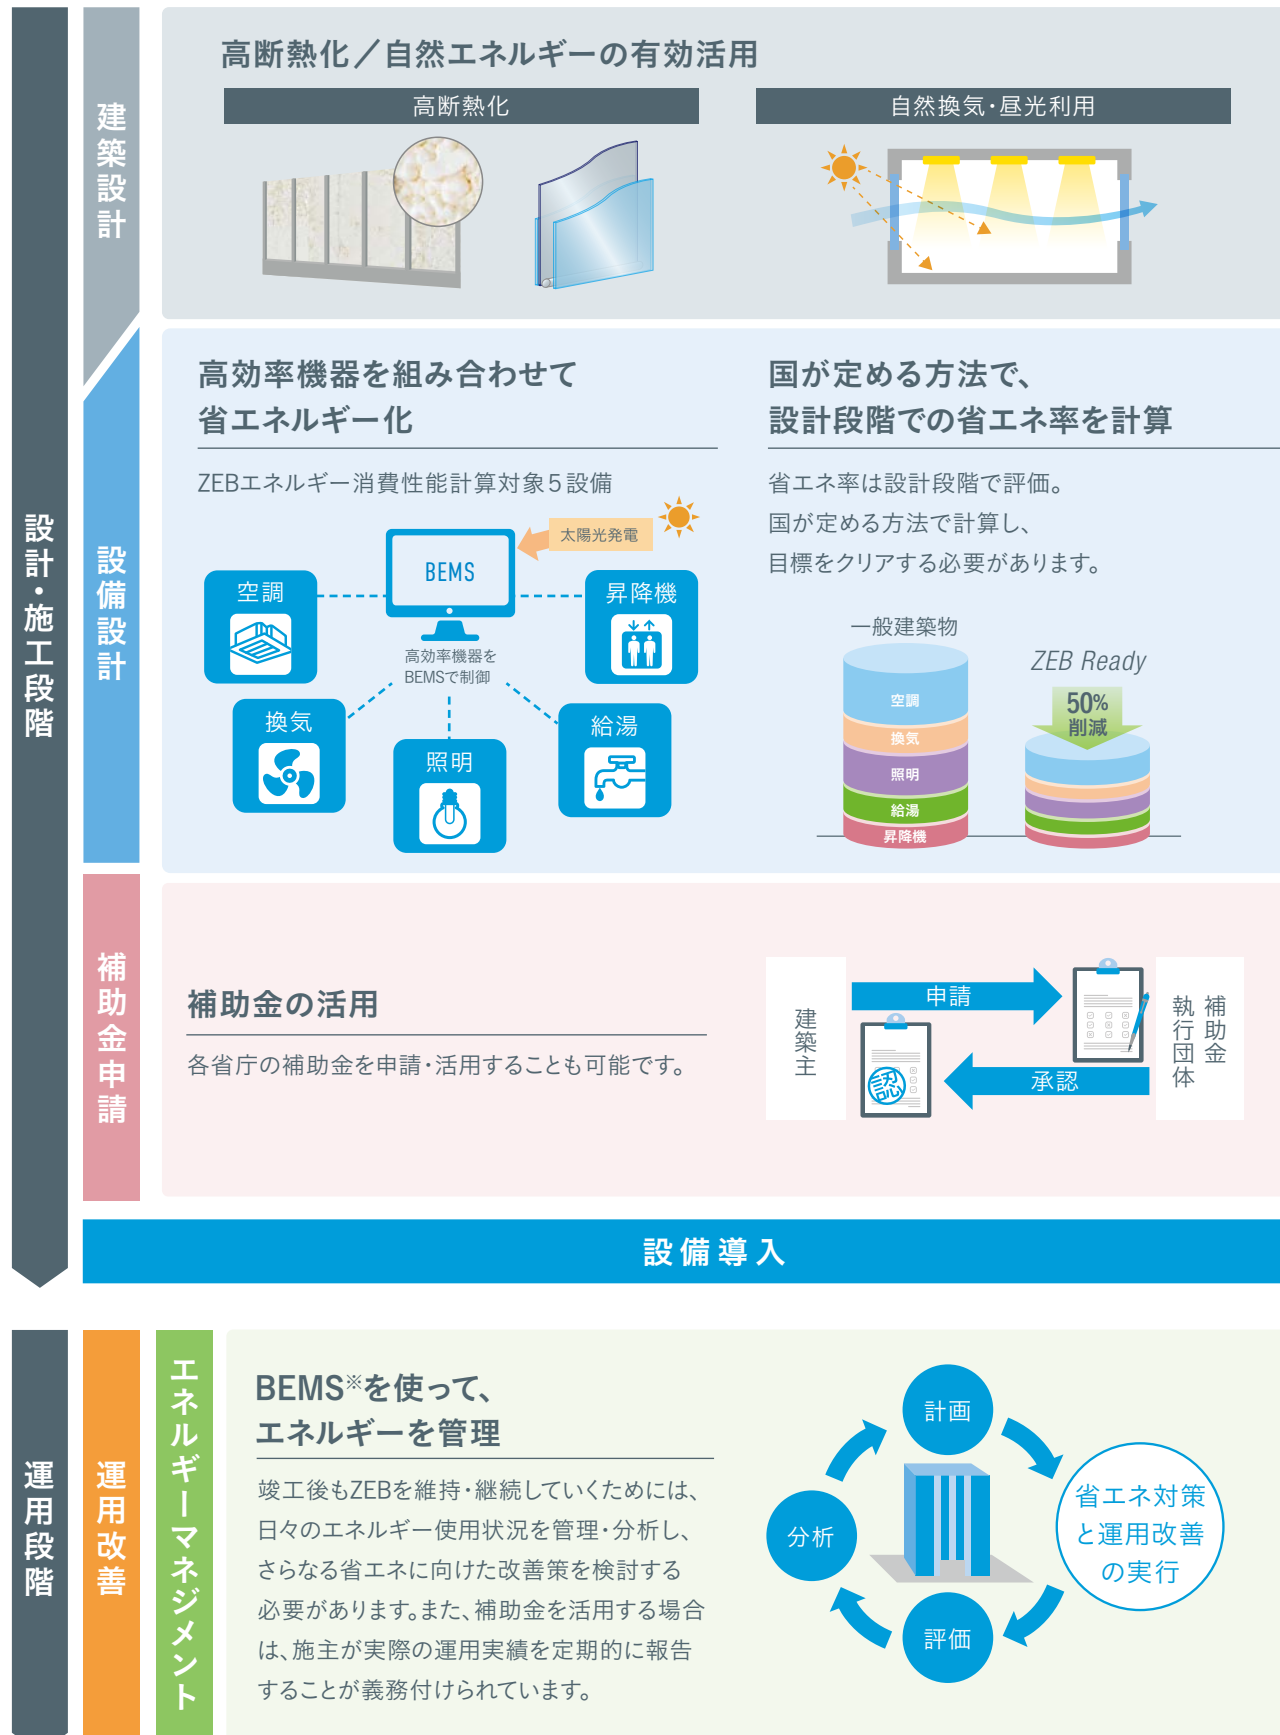 設計・施工段階
建築設計
高断熱化／自然エネルギーの有効活用
高断熱化
自然換気・昼光利用
設備設計
高効率機器を組み合わせて
省エネルギー化
ZEBエネルギー消費性能計算対象5設備
太陽光発電
BEMS
空調
昇降機
高効率機器を
BEMSで制御
換気
照明
給湯
国が定める方法で、
設計段階での省エネ率を計算
省エネ率は設計段階で評価。
国が定める方法で計算し、
目標をクリアする必要があります。
一般建築物
空調
換気
照明
給湯
昇降機
ZEB Ready
50%
削減
補助金申請
補助金の活用
各省庁の補助金を申請・活用することも可能です。
建築主
申請
承認
認
補助金
執行団体
設備導入
運用段階
運用改善
エネルギーマネジメント
BEMS※を使って、
エネルギーを管理
竣工後もZEBを維持・継続していくためには、
日々のエネルギー使用状況を管理・分析し、
さらなる省エネに向けた改善策を検討する
必要があります。また、補助金を活用する場合
は、施主が実際の運用実績を定期的に報告
することが義務付けられています。
計画
省エネ対策
と運用改善
の実行
評価
分析